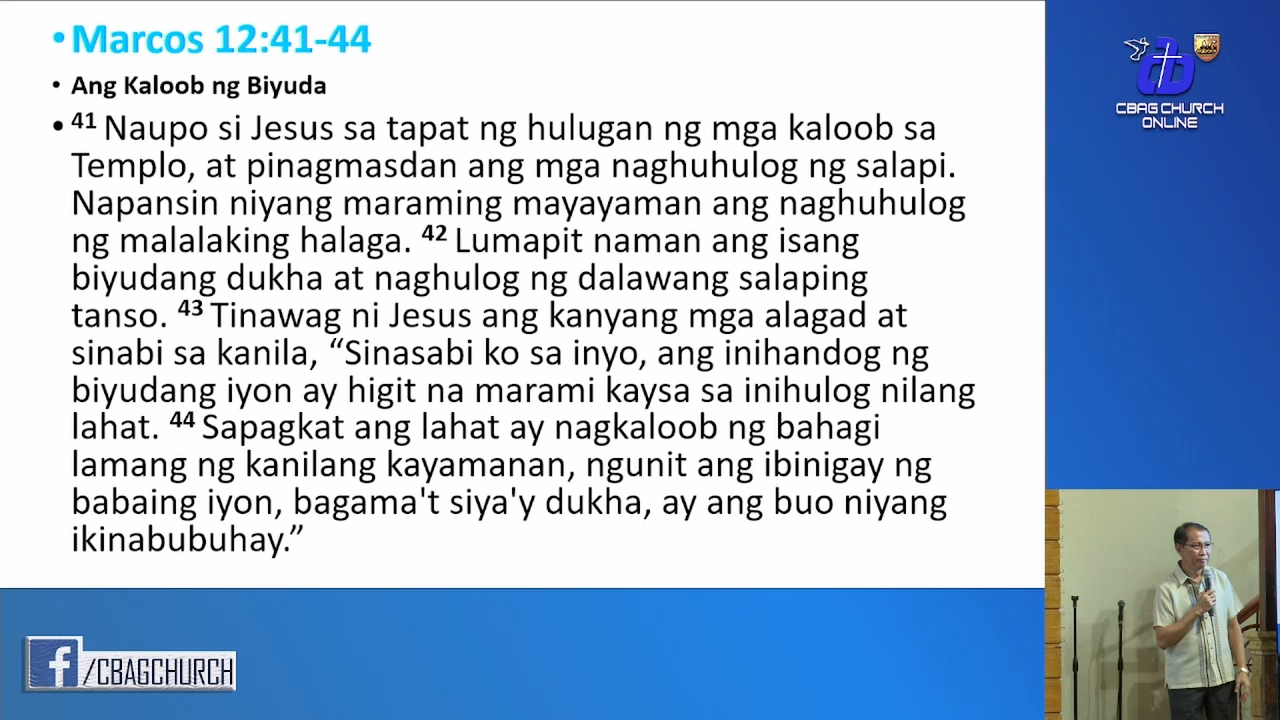 • Marcos 12:41-44
• Ang Kaloob ng Biyuda
• 41 Naupo si Jesus sa tapat ng hulugan ng mga kaloob sa
Templo, at pinagmasdan ang mga naghuhulog ng salapi.
Napansin niyang maraming mayayaman ang naghuhulog
ng malalaking halaga. 42 Lumapit naman ang isang
biyudang dukha at naghulog ng dalawang salaping
tanso. 43 Tinawag ni Jesus ang kanyang mga alagad at
sinabi sa kanila, “Sinasabi ko sa inyo, ang inihandog ng
biyudang iyon ay higit na marami kaysa sa inihulog nilang
lahat. 44 Sapagkat ang lahat ay nagkaloob ng bahagi
lamang ng kanilang kayamanan, ngunit ang ibinigay ng
babaing iyon, bagama't siya'y dukha, ay ang buo niyang
ikinabubuhay.”
CBAG CHURCH
ONLINE
f /CBAGCHURCH